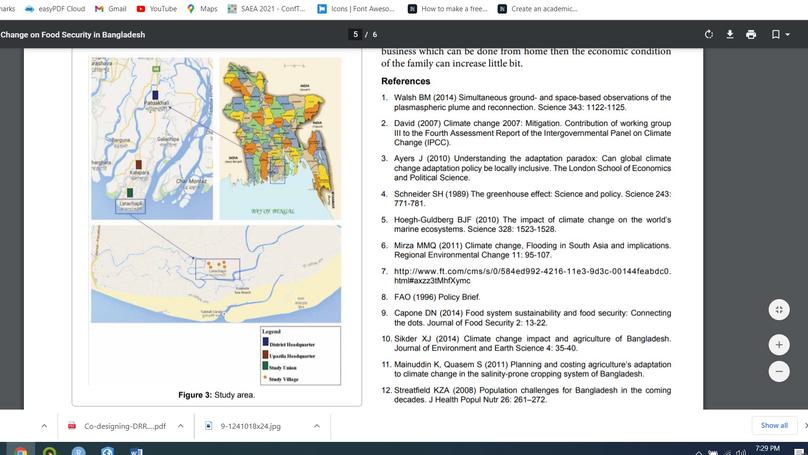 marks
easyPDF Cloud
Gmail
YouTube
Maps
SAEA 2021 - ConfT...
Icons | Font Aweso...
How to make a free...
Create an academic...
Change on Food Security in Bangladesh
5 / 6
Patuakhali
Barguna
Galachipa
Kalapara
Char Montaz
Latachapli
INDIA
INDIA
BAY OF BENGAL
Legend
District Headquarter
Upazila Headquarter
Study Union
Study Village
Figure 3: Study area.
business which can be done from home then the economic condition
of the family can increase little bit.
References
1. Walsh BM (2014) Simultaneous ground- and space-based observations of the
plasmaspheric plume and reconnection. Science 343: 1122-1125.
2. David (2007) Climate change 2007: Mitigation. Contribution of working group
III to the Fourth Assessment Report of the Intergovernmental Panel on Climate
Change (IPCC).
3. Ayers J (2010) Understanding the adaptation paradox: Can global climate
change adaptation policy be locally inclusive. The London School of Economics
and Political Science.
4. Schneider SH (1989) The greenhouse effect: Science and policy. Science 243:
771-781.
5. Hoegh-Guldberg BJF (2010) The impact of climate change on the world's
marine ecosystems. Science 328: 1523-1528.
6. Mirza MMQ (2011) Climate change, Flooding in South Asia and implications.
Regional Environmental Change 11: 95-107.
7. http://www.ft.com/cms/s/0/584ed992-4216-11e3-9d3c-00144feabdc0.
html#axzz3tMhfXymc
8. FAO (1996) Policy Brief.
9. Capone DN (2014) Food system sustainability and food security: Connecting
the dots. Journal of Food Security 2: 13-22.
10. Sikder XJ (2014) Climate change impact and agriculture of Bangladesh.
Journal of Environment and Earth Science 4: 35-40.
11. Mainuddin K, Quasem S (2011) Planning and costing agriculture's adaptation
to climate change in the salinity-prone cropping system of Bangladesh.
12. Streatfield KZA (2008) Population challenges for Bangladesh in the coming
decades. J Health Popul Nutr 26: 261–272.
Co-designing-DRR....pdf
9-1241018x24.jpg
Show all
7:29 PM